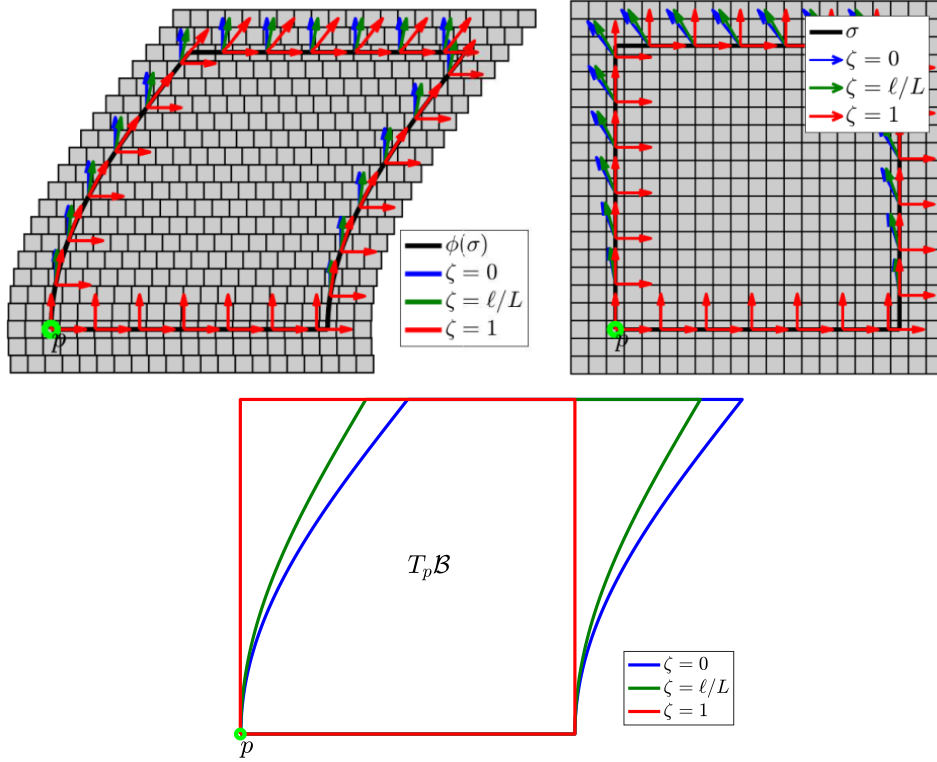 σ
ζ = 0
ζ = ℓ/L
ζ = 1
ϕ(σ)
ζ = 0
ζ = ℓ/L
ζ = 1
p
p
T_pℬ
ζ = 0
ζ = ℓ/L
ζ = 1
p